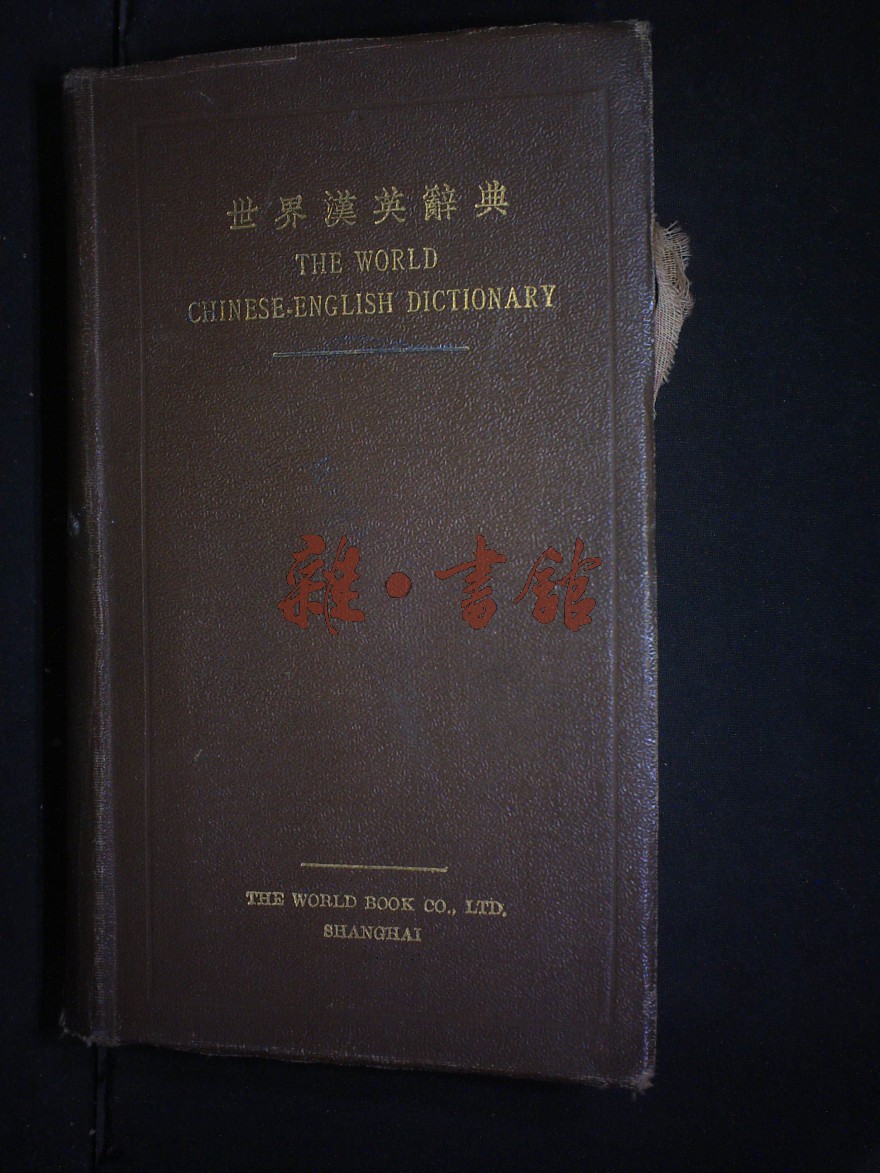 世界漢英辭典
THE WORLD
CHINESE-ENGLISH DICTIONARY
雜·書館
THE WORLD BOOK CO., LTD.
SHANGHAI